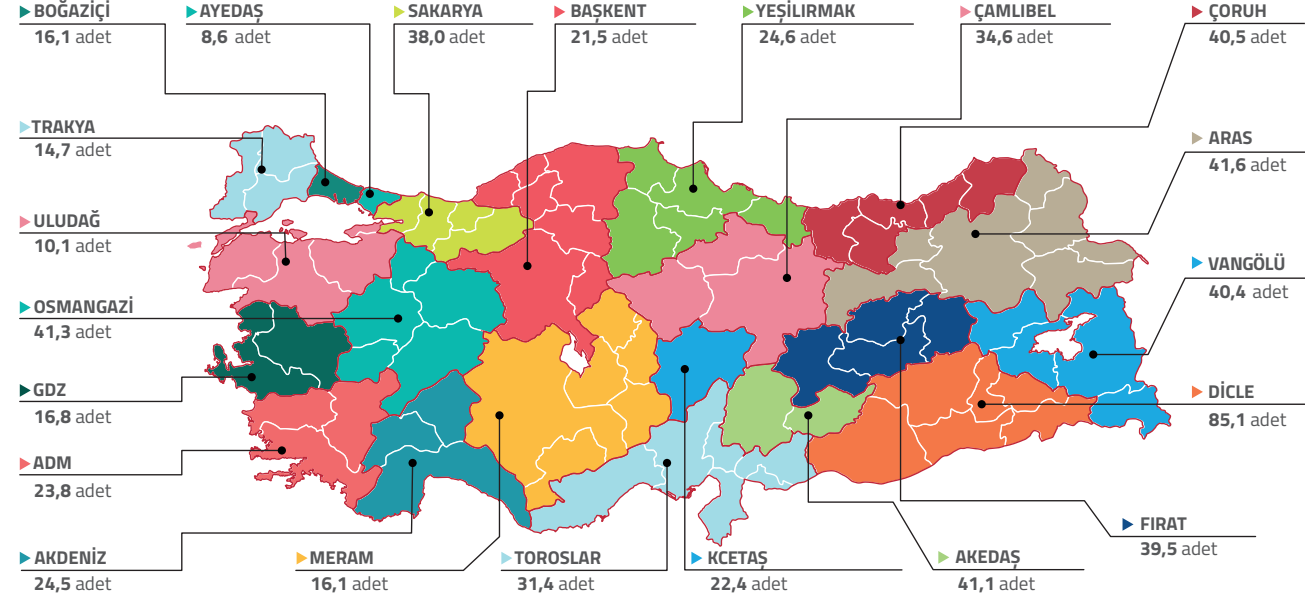 BOĞAZİÇİ
16,1 adet
AYEDAŞ
8,6 adet
SAKARYA
38,0 adet
BAŞKENT
21,5 adet
YEŞİLIRMAK
24,6 adet
ÇAMLIBEL
34,6 adet
ÇORUH
40,5 adet
TRAKYA
14,7 adet
ARAS
41,6 adet
ULUDAĞ
10,1 adet
VANGÖLÜ
40,4 adet
OSMANGAZİ
41,3 adet
GDZ
16,8 adet
DİCLE
85,1 adet
ADM
23,8 adet
FIRAT
39,5 adet
AKDENİZ
24,5 adet
MERAM
16,1 adet
TOROSLAR
31,4 adet
KCETAŞ
22,4 adet
AKEDAŞ
41,1 adet